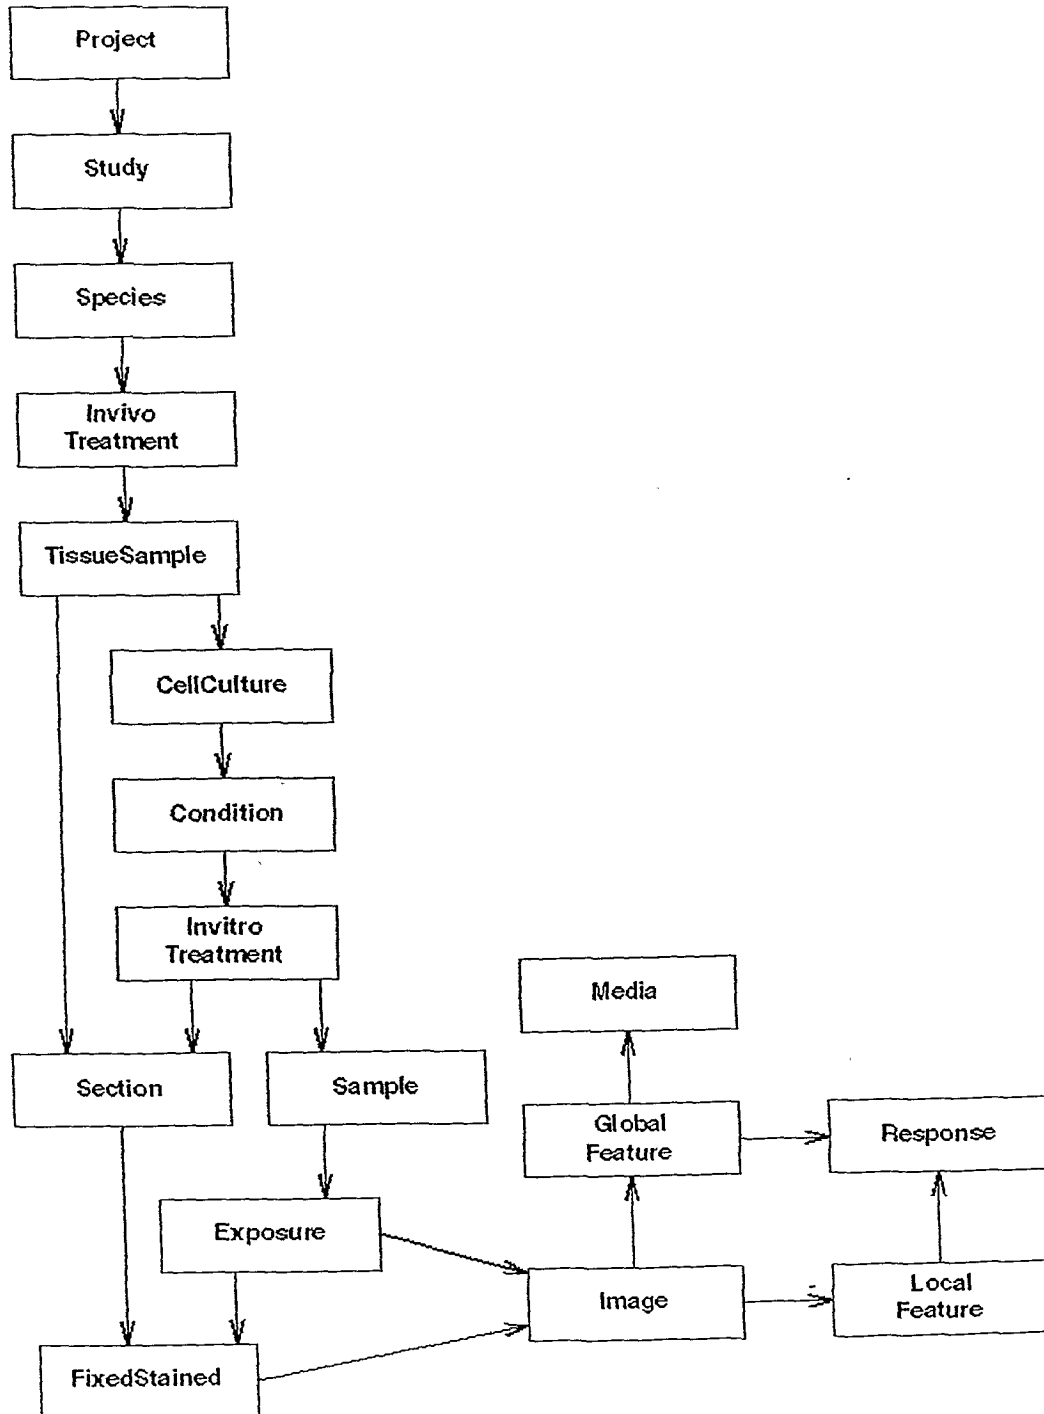 Project
Study
Species
Invivo
Treatment
TissueSample
CellCulture
Condition
Invitro
Treatment
Media
Section
Sample
Global
Feature
Response
Exposure
Image
Local
Feature
FixedStained